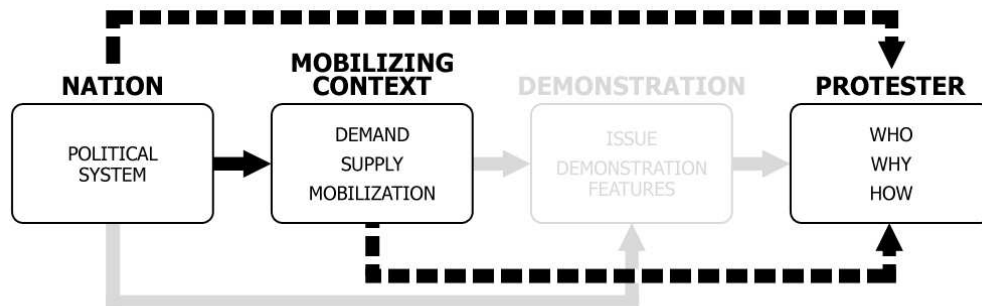 NATION
POLITICAL
SYSTEM
MOBILIZING
CONTEXT
DEMAND
SUPPLY
MOBILIZATION
DEMONSTRATION
ISSUE
DEMONSTRATION
FEATURES
PROTESTER
WHO
WHY
HOW